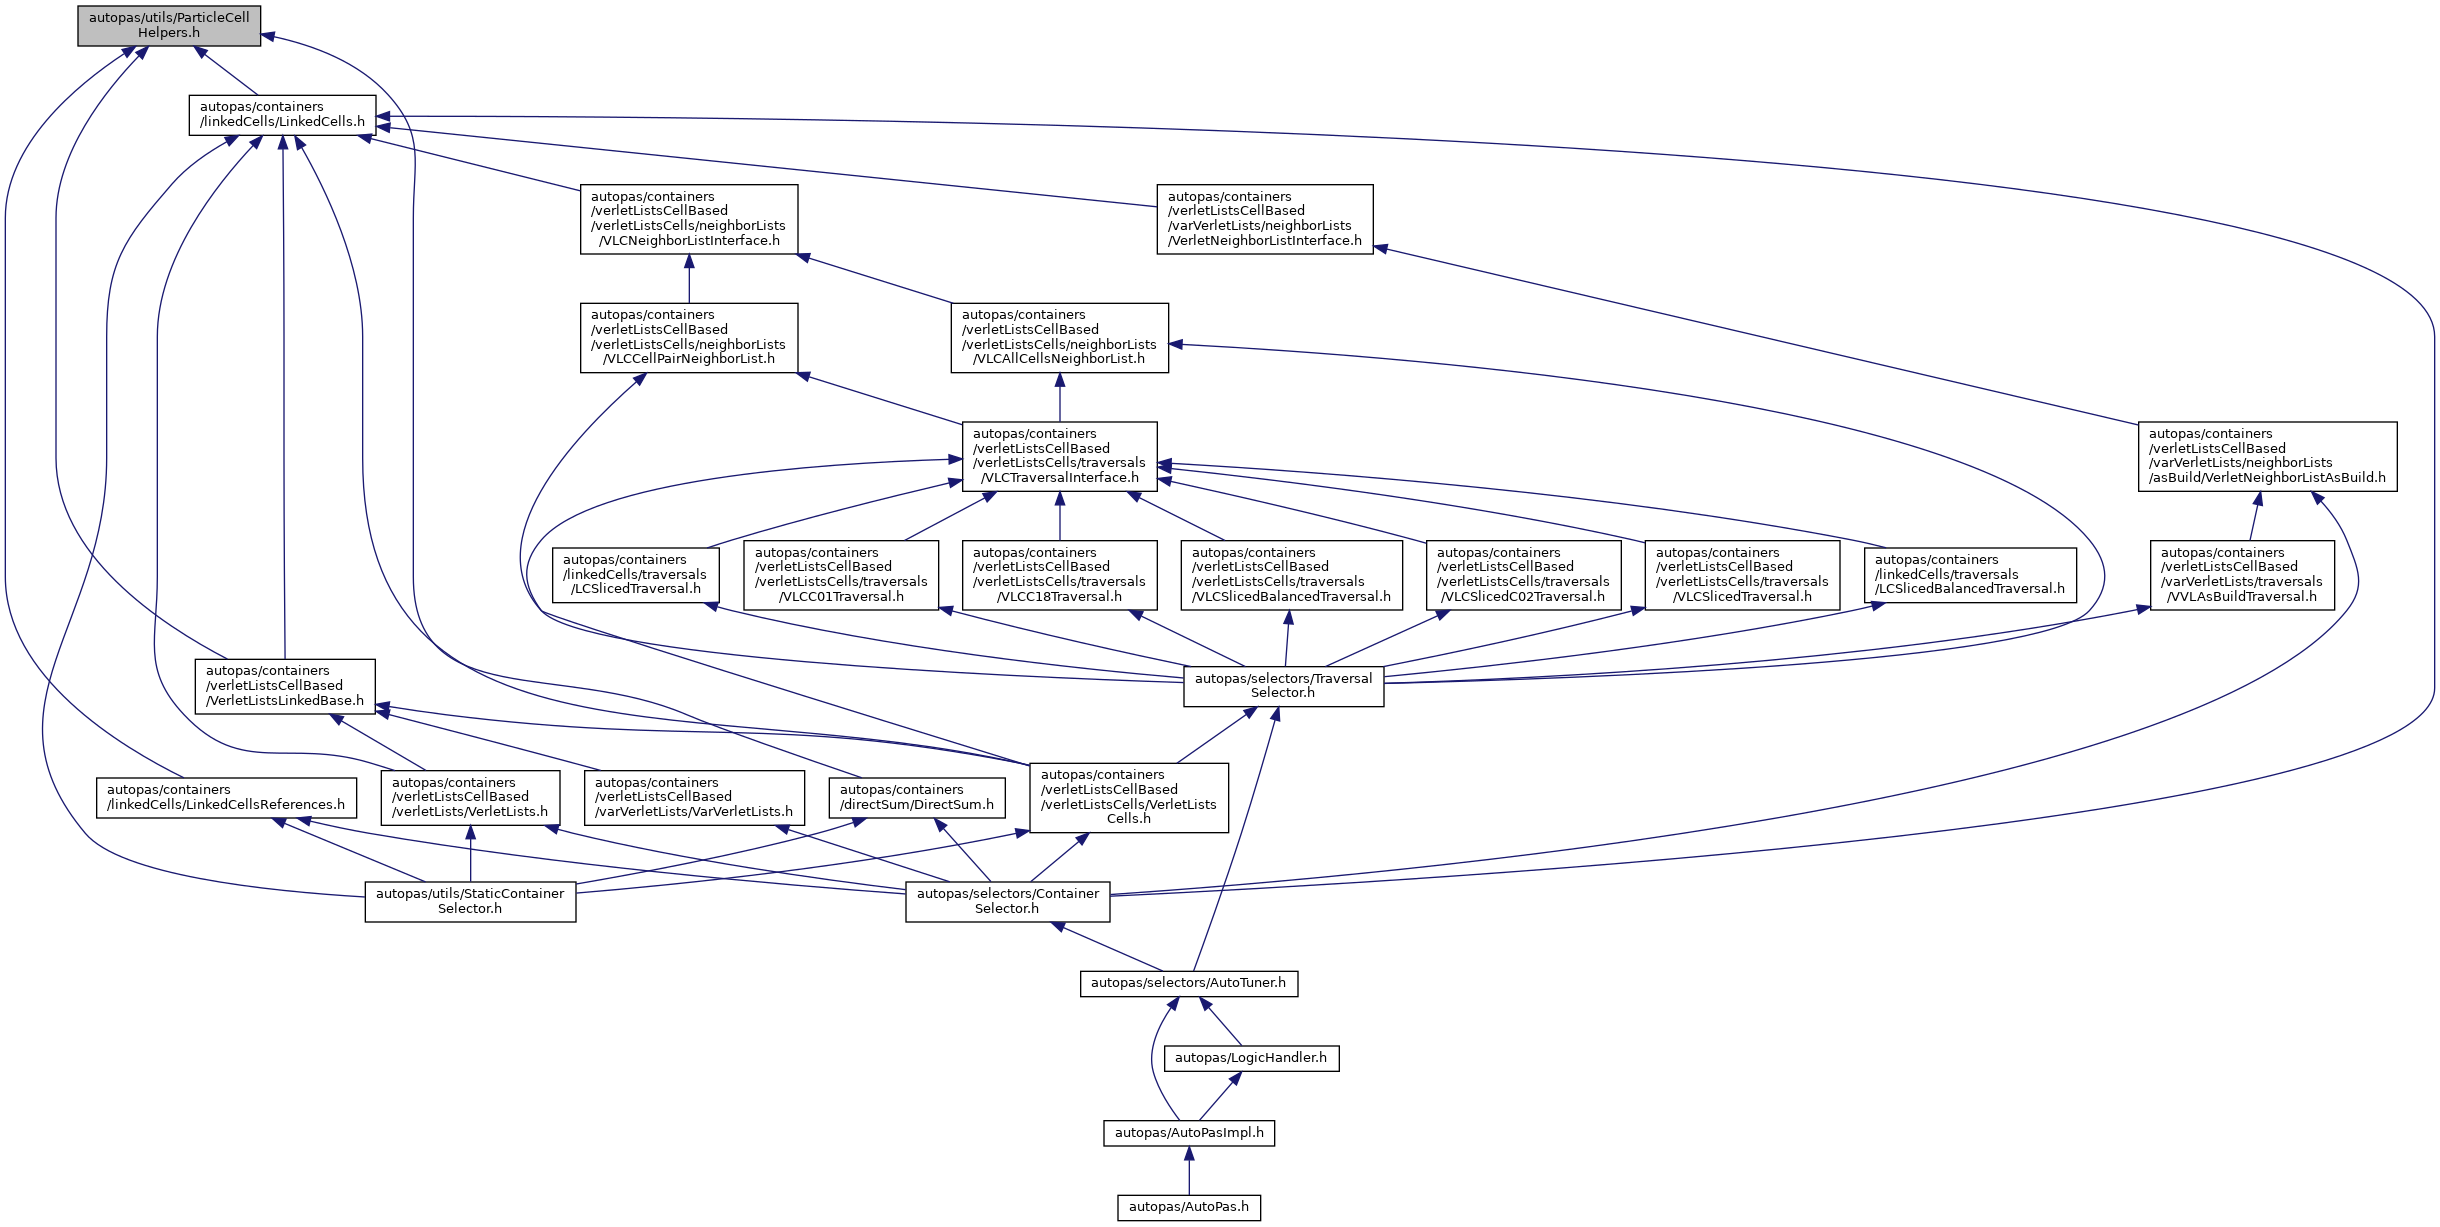 autopas/utils/ParticleCell
Helpers.h
autopas/containers
/linkedCells/LinkedCells.h
autopas/containers
/verletListsCellBased
/verletListsCells/neighborLists
/VLCNeighborListInterface.h
autopas/containers
/verletListsCellBased
/varVerletLists/neighborLists
/VerletNeighborListInterface.h
autopas/containers
/verletListsCellBased
/verletListsCells/neighborLists
/VLCCellPairNeighborList.h
autopas/containers
/verletListsCellBased
/verletListsCells/neighborLists
/VLCAllCellsNeighborList.h
autopas/containers
/verletListsCellBased
/verletListsCells/traversals
/VLCTraversalInterface.h
autopas/containers
/verletListsCellBased
/varVerletLists/neighborLists
/asBuild/VerletNeighborListAsBuild.h
autopas/containers
/linkedCells/traversals
/LCSlicedTraversal.h
autopas/containers
/verletListsCellBased
/verletListsCells/traversals
/VLCC01Traversal.h
autopas/containers
/verletListsCellBased
/verletListsCells/traversals
/VLCC18Traversal.h
autopas/containers
/verletListsCellBased
/verletListsCells/traversals
/VLCSlicedBalancedTraversal.h
autopas/containers
/verletListsCellBased
/verletListsCells/traversals
/VLCSlicedC02Traversal.h
autopas/containers
/verletListsCellBased
/verletListsCells/traversals
/VLCSlicedTraversal.h
autopas/containers
/linkedCells/traversals
/LCSlicedBalancedTraversal.h
autopas/containers
/verletListsCellBased
/varVerletLists/traversals
/VVLAsBuildTraversal.h
autopas/containers
/verletListsCellBased
/VerletListsLinkedBase.h
autopas/selectors/Traversal
Selector.h
autopas/containers
/linkedCells/LinkedCellsReferences.h
autopas/containers
/verletListsCellBased
/verletLists/VerletLists.h
autopas/containers
/verletListsCellBased
/varVerletLists/VarVerletLists.h
autopas/containers
/directSum/DirectSum.h
autopas/containers
/verletListsCellBased
/verletListsCells/VerletLists
Cells.h
autopas/utils/StaticContainer
Selector.h
autopas/selectors/Container
Selector.h
autopas/selectors/AutoTuner.h
autopas/LogicHandler.h
autopas/AutoPasImpl.h
autopas/AutoPas.h